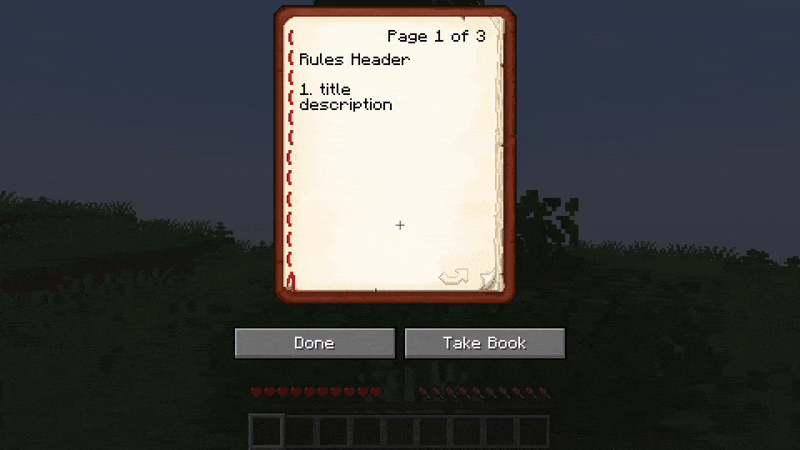 Page 1 of 3
Rules Header
1. title
description
Done
Take Book